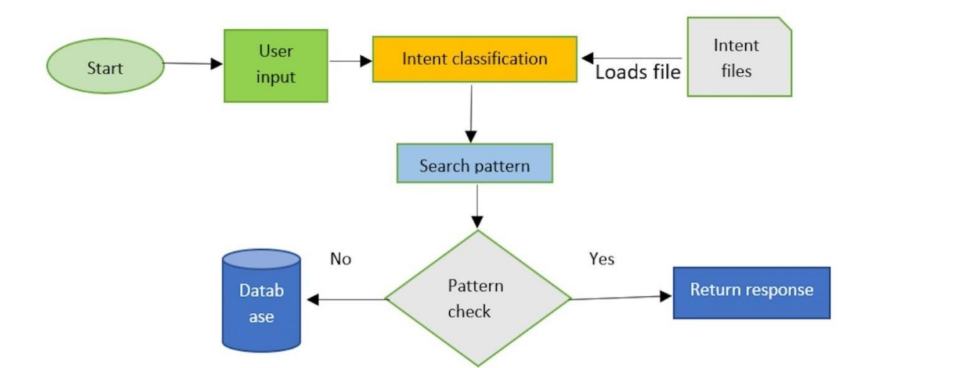 Start
User
input
Intent classification
Loads file
Intent
files
Search pattern
No
Yes
Datab
ase
Pattern
check
Return response